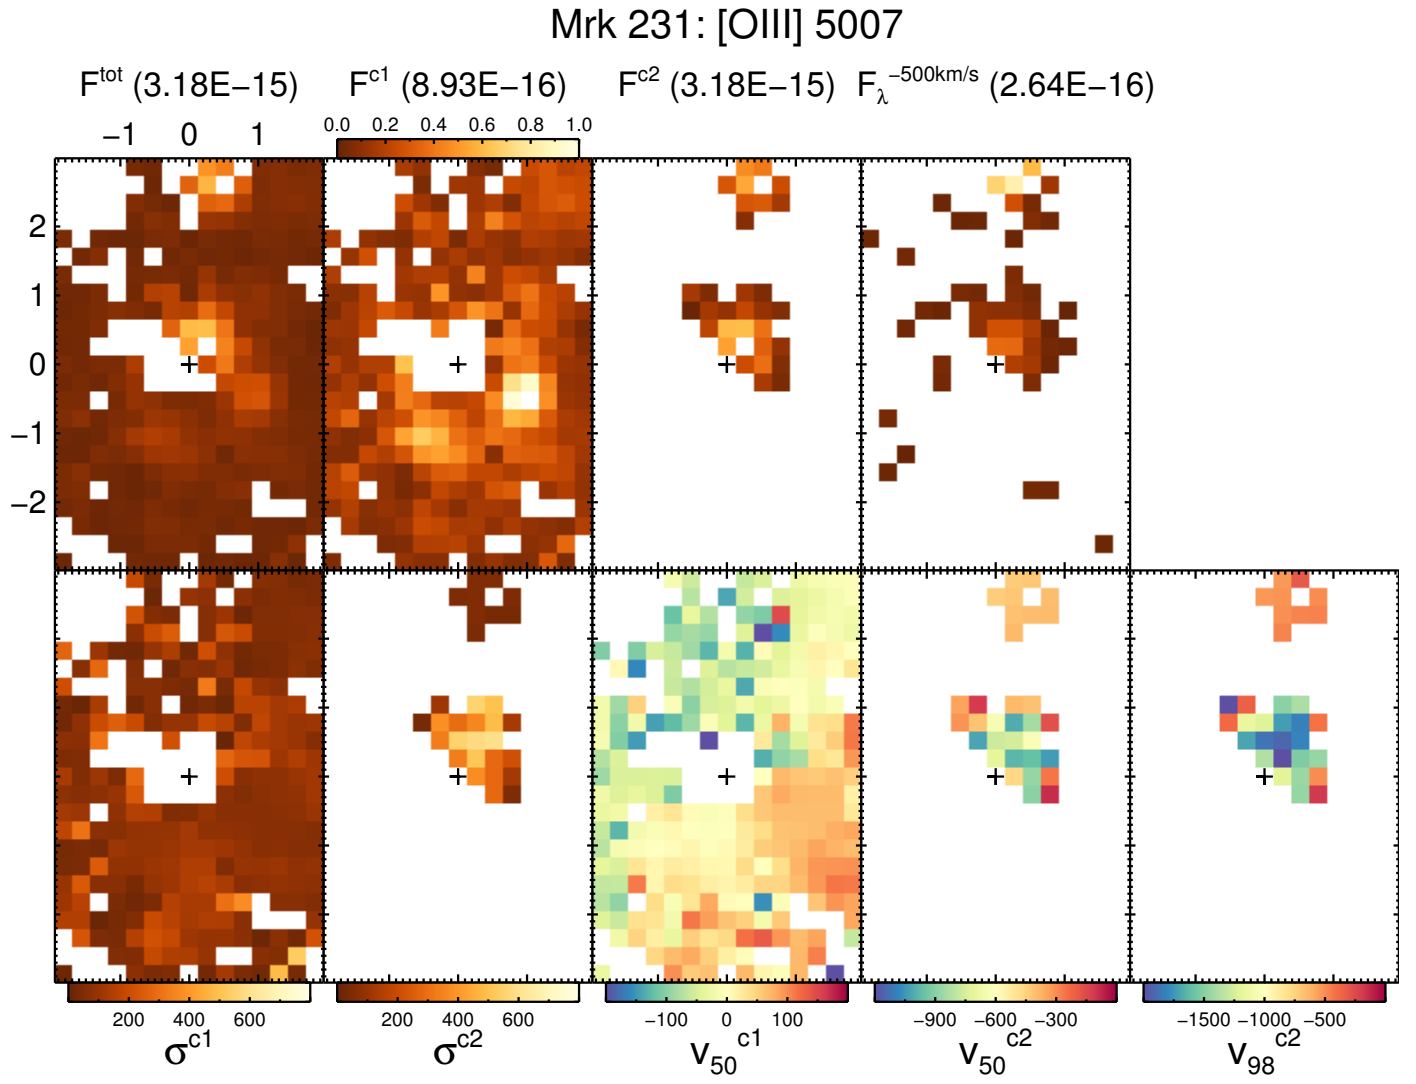 Mrk 231: [OIII] 5007
F^tot (3.18E−15) F^c1 (8.93E−16) F^c2 (3.18E−15) F_λ^−500km/s (2.64E−16)
−1 0 1
0.0 0.2 0.4 0.6 0.8 1.0
2
1
0
−1
−2
200 400 600
200 400 600
−100 0 100
−900 −600 −300
−1500 −1000 −500
σ^c1 σ^c2 v_50^c1 v_50^c2 v_98^c2